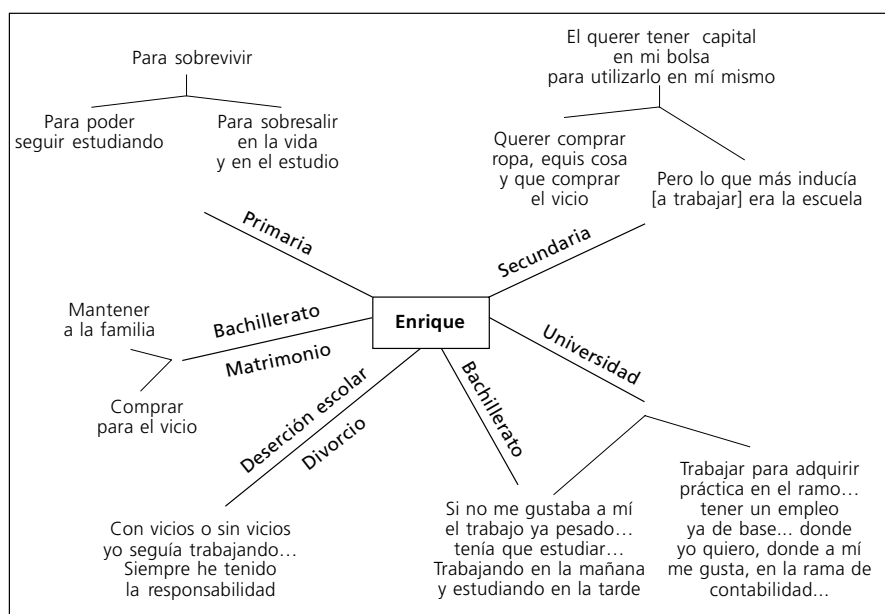 Para sobrevivir
Para poder
seguir estudiando
Para sobresalir
en la vida
y en el estudio
Primaria
El querer tener capital
en mi bolsa
para utilizarlo en mí mismo
Querer comprar
ropa, equis cosa
y que comprar
el vicio
Pero lo que más inducía
[a trabajar] era la escuela
Secundaria
Enrique
Mantener
a la familia
Comprar
para el vicio
Bachillerato
Matrimonio
Deserción escolar
Divorcio
Con vicios o sin vicios
yo seguía trabajando…
Siempre he tenido
la responsabilidad
Bachillerato
Si no me gustaba a mí
el trabajo ya pesado…
tenía que estudiar…
Trabajando en la mañana
y estudiando en la tarde
Universidad
Trabajar para adquirir
práctica en el ramo…
tener un empleo
ya de base... donde
yo quiero, donde a mí
me gusta, en la rama de
contabilidad…